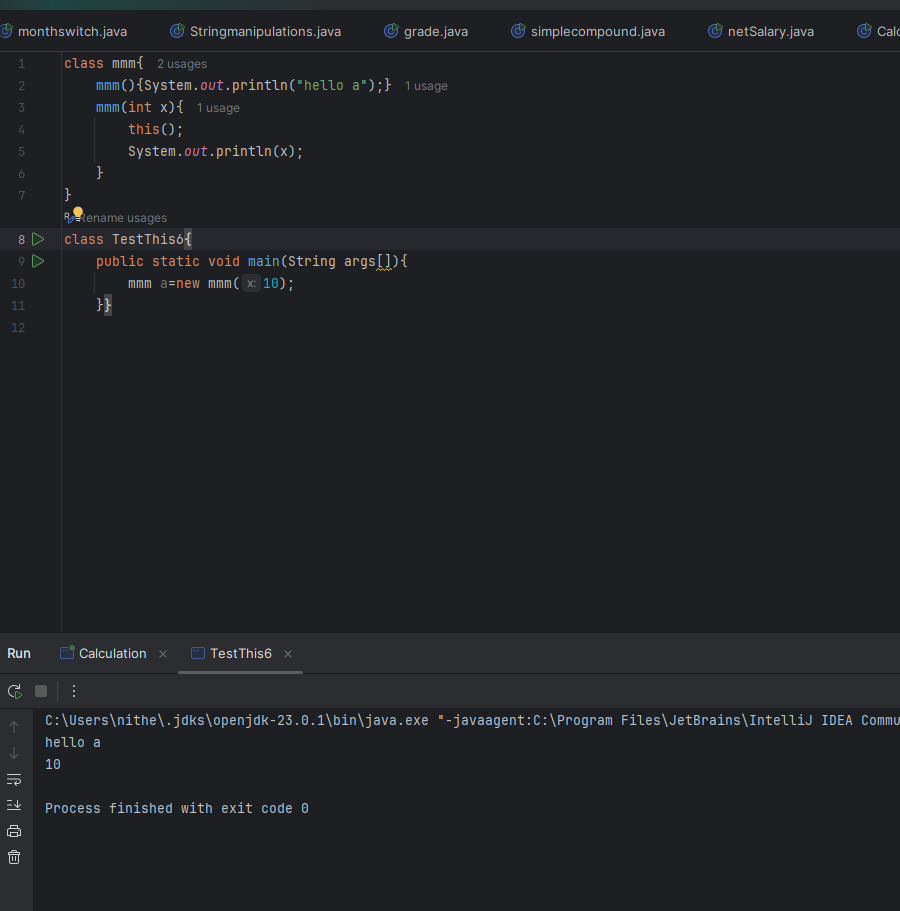 monthswitch.java Stringmanipulations.java grade.java simplecompound.java netSalary.java Calc
1 class mmm{ 2 usages
2 mmm(){System.out.println("hello a");} 1 usage
3 mmm(int x){ 1 usage
4 this();
5 System.out.println(x);
6 }
7 }
Rename usages
8 class TestThis6{
9 public static void main(String args[]){
10 mmm a=new mmm( x: 10);
11 }}
12
Run Calculation TestThis6
C:\Users\nithe\.jdks\openjdk-23.0.1\bin\java.exe "-javaagent:C:\Program Files\JetBrains\IntelliJ IDEA Commu
hello a
10
Process finished with exit code 0